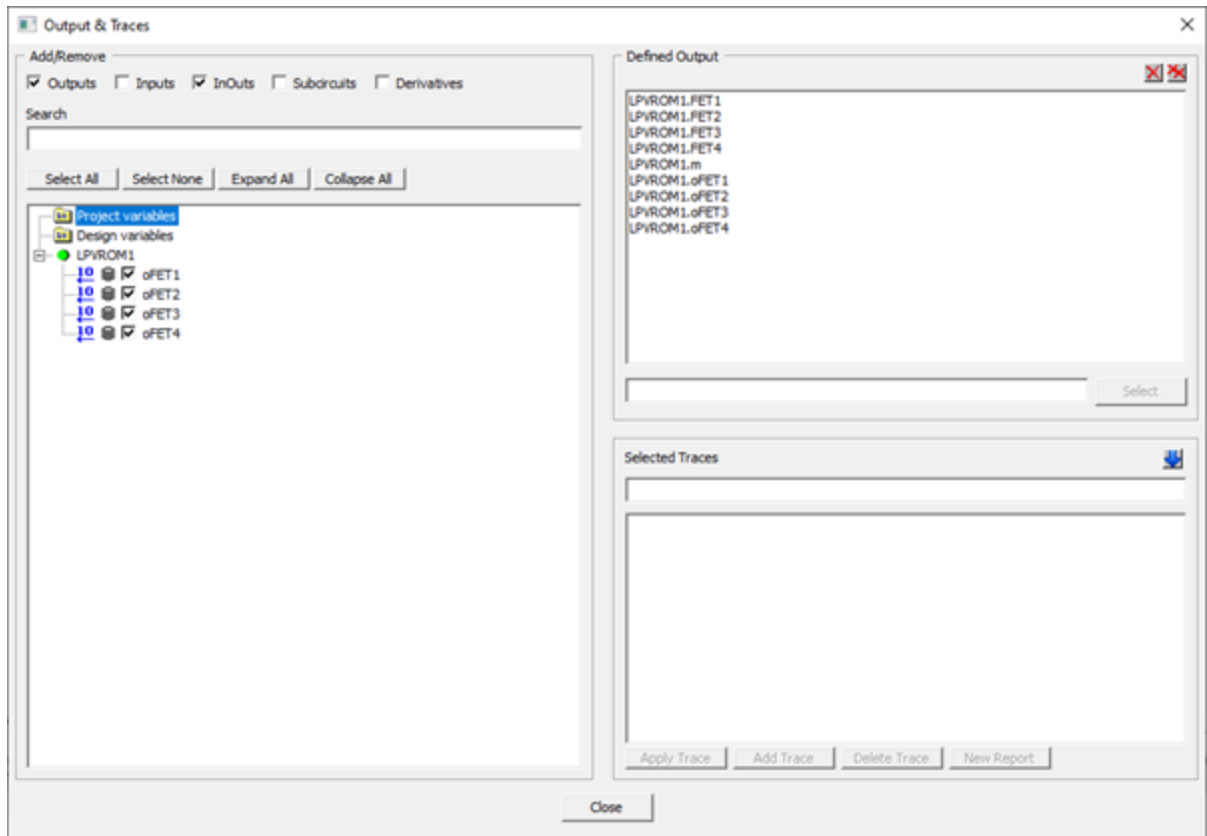 Output & Traces
Add/Remove
Outputs Inputs InOuts Subcircuits Derivatives
Search
Select All Select None Expand All Collapse All
Project variables
Design variables
LPVROM1
oFET1
oFET2
oFET3
oFET4
Defined Output
LPVROM1.FET1
LPVROM1.FET2
LPVROM1.FET3
LPVROM1.FET4
LPVROM1.m
LPVROM1.oFET1
LPVROM1.oFET2
LPVROM1.oFET3
LPVROM1.oFET4
Select
Selected Traces
Apply Trace Add Trace Delete Trace New Report
Close